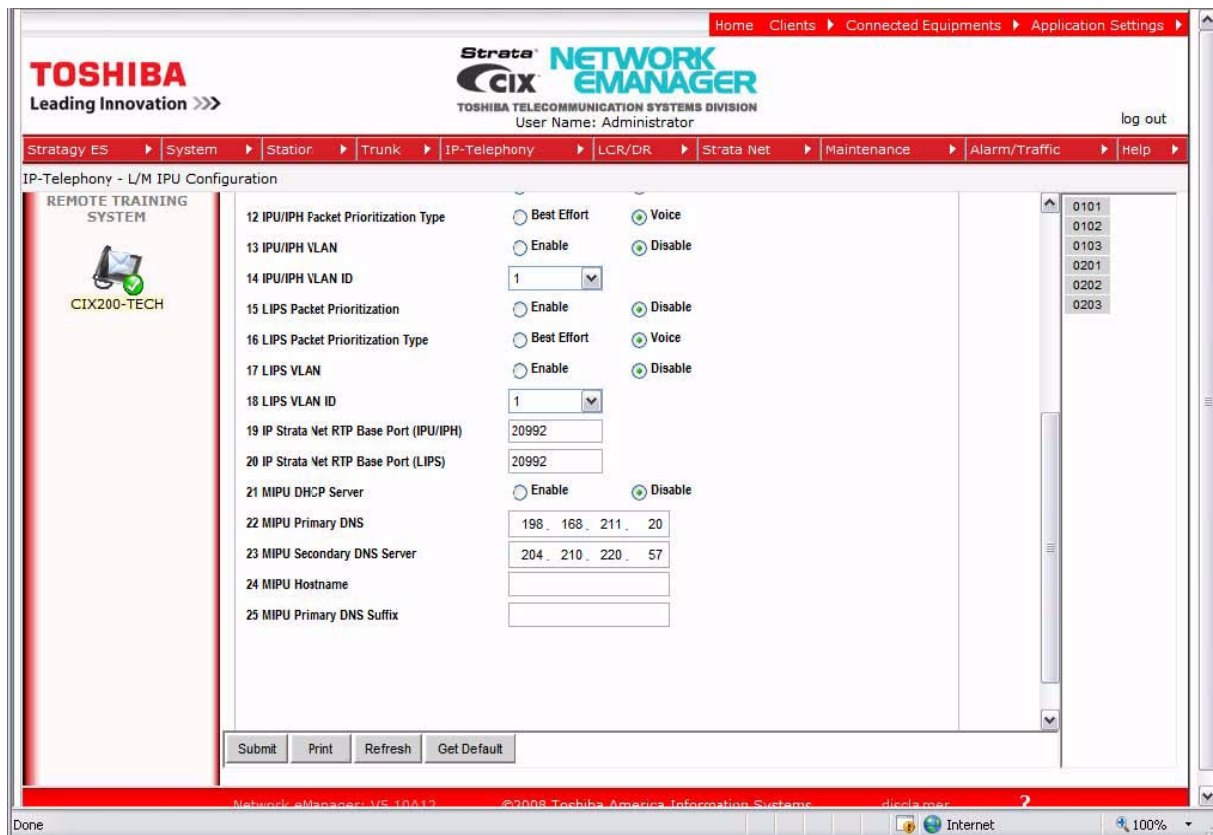 Home Clients Connected Equipments Application Settings
TOSHIBA
Leading Innovation >>>
Strata CIX NETWORK EMANAGER
TOSHIBA TELECOMMUNICATION SYSTEMS DIVISION
User Name: Administrator
log out
Stratagy ES System Station Trunk IP-Telephony LCR/DR Strata Net Maintenance Alarm/Traffic Help
IP-Telephony - L/M IPU Configuration
REMOTE TRAINING
SYSTEM
CIX200-TECH
12 IPU/IPH Packet Prioritization Type Best Effort Voice
13 IPU/IPH VLAN Enable Disable
14 IPU/IPH VLAN ID 1
15 LIPS Packet Prioritization Enable Disable
16 LIPS Packet Prioritization Type Best Effort Voice
17 LIPS VLAN Enable Disable
18 LIPS VLAN ID 1
19 IP Strata Net RTP Base Port (IPU/IPH) 20992
20 IP Strata Net RTP Base Port (LIPS) 20992
21 MIPU DHCP Server Enable Disable
22 MIPU Primary DNS 198. 168. 211. 20
23 MIPU Secondary DNS Server 204. 210. 220. 57
24 MIPU Hostname
25 MIPU Primary DNS Suffix
0101
0102
0103
0201
0202
0203
Submit Print Refresh Get Default
Network eManager: V5.10A12 ©2008 Toshiba America Information Systems disclaimer ?
Done Internet 100%